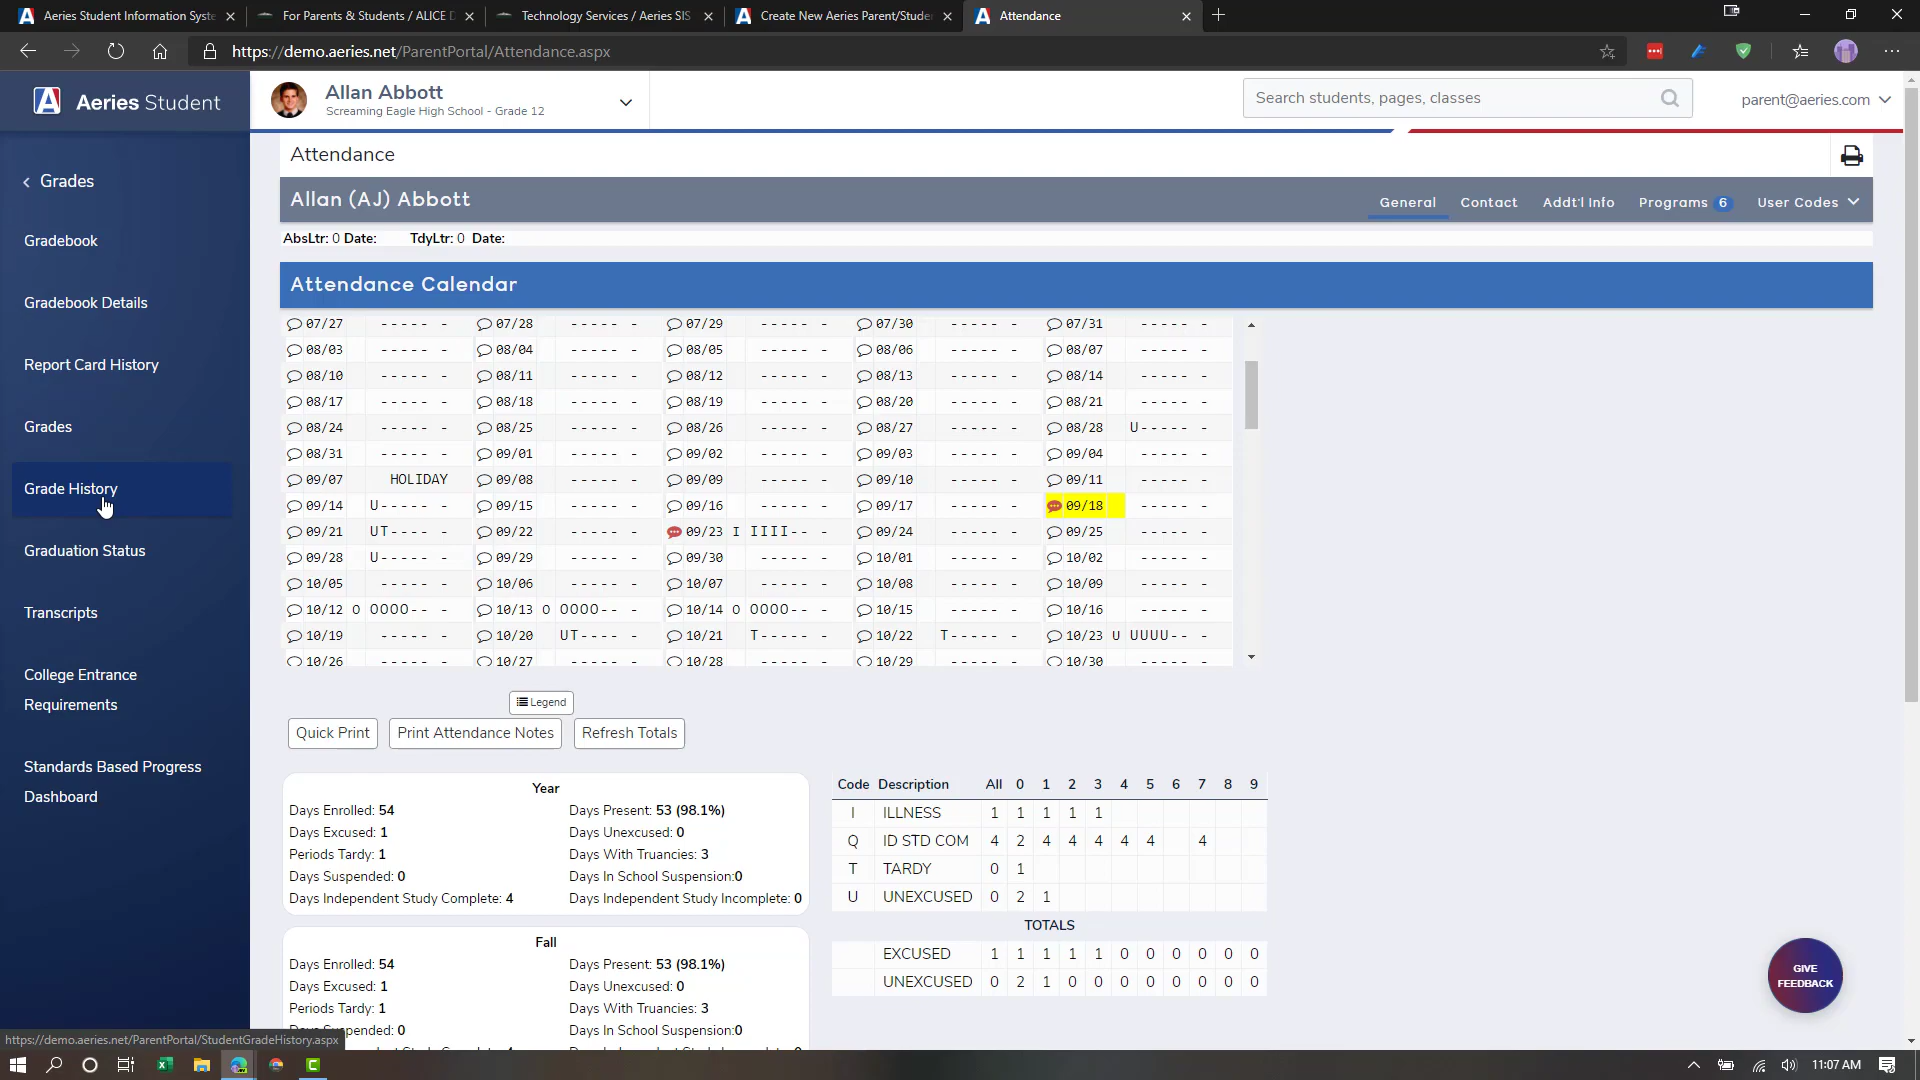 Aeries Student Information Syste
For Parents & Students / ALICE D
Technology Services / Aeries SIS
Create New Aeries Parent/Studen
Attendance
https://demo.aeries.net/ParentPortal/Attendance.aspx
Aeries Student
Allan Abbott
Screaming Eagle High School - Grade 12
Search students, pages, classes
parent@aeries.com
Grades
Gradebook
Gradebook Details
Report Card History
Grades
Grade History
Graduation Status
Transcripts
College Entrance
Requirements
Standards Based Progress
Dashboard
Attendance
Allan (AJ) Abbott
General Contact Addt'l Info Programs 6 User Codes
AbsLtr: 0 Date: TdyLtr: 0 Date:
Attendance Calendar
07/27 ----- - 07/28 ----- - 07/29 ----- - 07/30 ----- - 07/31 ----- -
08/03 ----- - 08/04 ----- - 08/05 ----- - 08/06 ----- - 08/07 ----- -
08/10 ----- - 08/11 ----- - 08/12 ----- - 08/13 ----- - 08/14 ----- -
08/17 ----- - 08/18 ----- - 08/19 ----- - 08/20 ----- - 08/21 ----- -
08/24 ----- - 08/25 ----- - 08/26 ----- - 08/27 ----- - 08/28 U----- -
08/31 ----- - 09/01 ----- - 09/02 ----- - 09/03 ----- - 09/04 ----- -
09/07 HOLIDAY 09/08 ----- - 09/09 ----- - 09/10 ----- - 09/11 ----- -
09/14 U----- - 09/15 ----- - 09/16 ----- - 09/17 ----- - 09/18 ----- -
09/21 UT---- - 09/22 ----- - 09/23 I IIII-- - 09/24 ----- - 09/25 ----- -
09/28 U----- - 09/29 ----- - 09/30 ----- - 10/01 ----- - 10/02 ----- -
10/05 ----- - 10/06 ----- - 10/07 ----- - 10/08 ----- - 10/09 ----- -
10/12 O OOOO-- - 10/13 O OOOO-- - 10/14 O OOOO-- - 10/15 ----- - 10/16 ----- -
10/19 ----- - 10/20 UT---- - 10/21 T----- - 10/22 T----- - 10/23 U UUUU-- -
10/26 ----- - 10/27 ----- - 10/28 ----- - 10/29 ----- - 10/30 ----- -
Legend
Quick Print Print Attendance Notes Refresh Totals
Year
Days Enrolled: 54 Days Present: 53 (98.1%)
Days Excused: 1 Days Unexcused: 0
Periods Tardy: 1 Days With Truancies: 3
Days Suspended: 0 Days In School Suspension:0
Days Independent Study Complete: 4 Days Independent Study Incomplete: 0
Fall
Days Enrolled: 54 Days Present: 53 (98.1%)
Days Excused: 1 Days Unexcused: 0
Periods Tardy: 1 Days With Truancies: 3
Suspended: 0 Days In School Suspension:0
Code Description All 0 1 2 3 4 5 6 7 8 9
I ILLNESS 1 1 1 1 1
Q ID STD COM 4 2 4 4 4 4 4 4
T TARDY 0 1
U UNEXCUSED 0 2 1
TOTALS
EXCUSED 1 1 1 1 1 0 0 0 0 0 0
UNEXCUSED 0 2 1 0 0 0 0 0 0 0 0
GIVE
FEEDBACK
https://demo.aeries.net/ParentPortal/StudentGradeHistory.aspx
11:07 AM